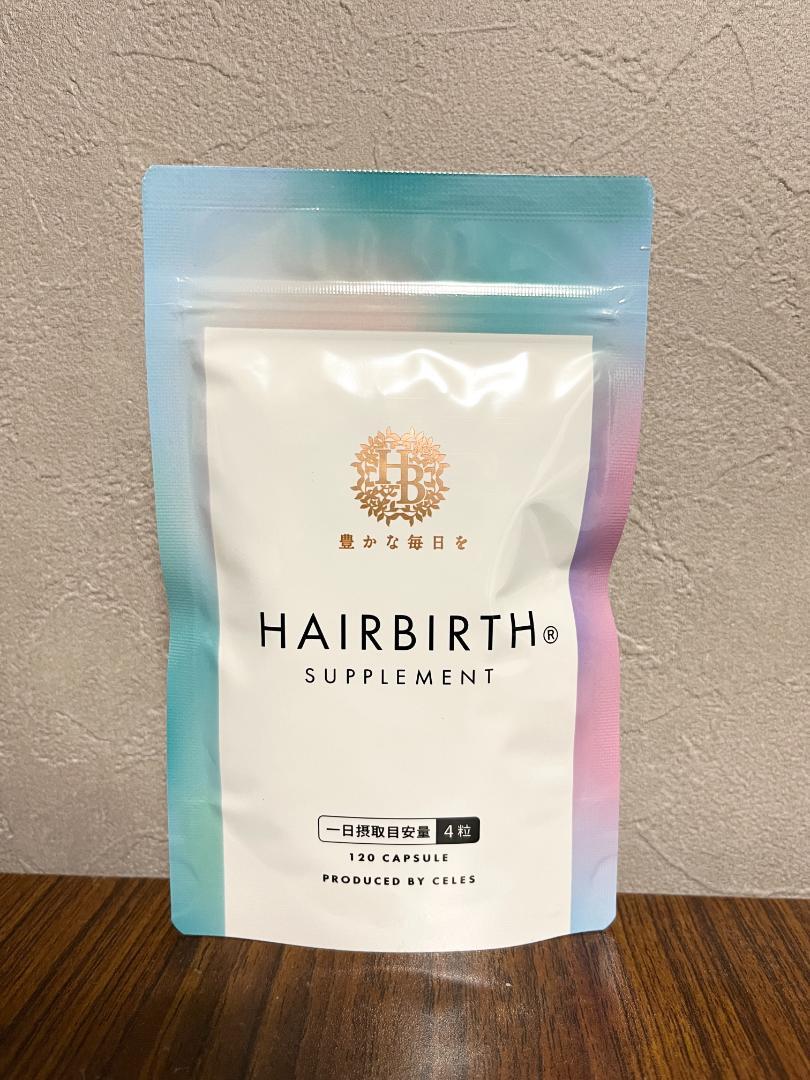 HB
豊かな毎日を
HAIRBIRTH®
SUPPLEMENT
一日摂取目安量 4粒
120 CAPSULE
PRODUCED BY CELES